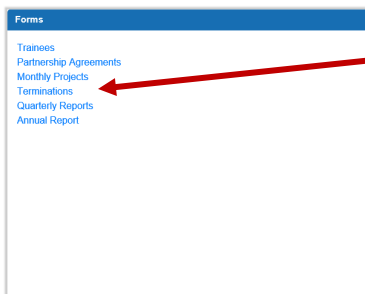 Forms
Trainees
Partnership Agreements
Monthly Projects
Terminations
Quarterly Reports
Annual Report